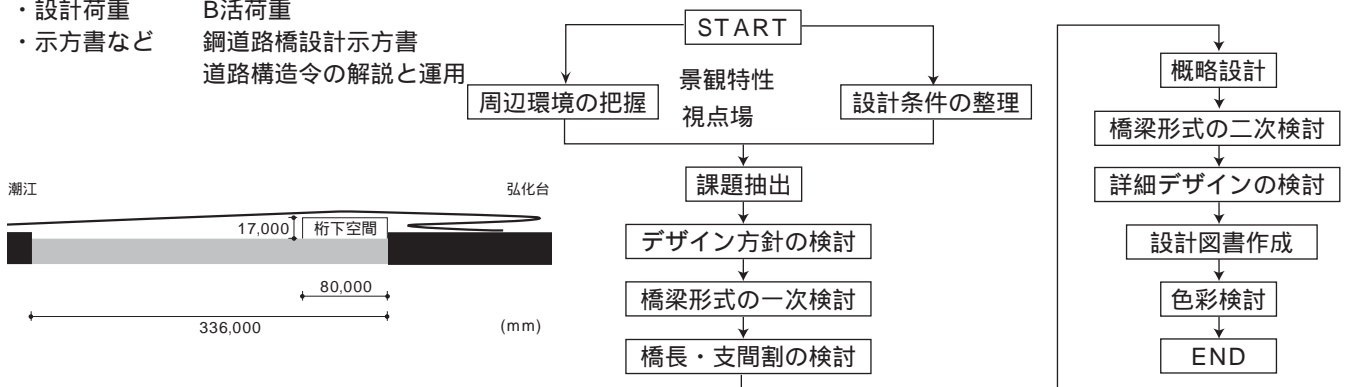 ・設計荷重 B活荷重
・示方書など 鋼道路橋設計示方書
道路構造令の解説と運用
潮江
弘化台
17,000
桁下空間
80,000
336,000
(mm)
START
周辺環境の把握
景観特性
視点場
設計条件の整理
課題抽出
デザイン方針の検討
橋梁形式の一次検討
橋長・支間割の検討
概略設計
橋梁形式の二次検討
詳細デザインの検討
設計図書作成
色彩検討
END